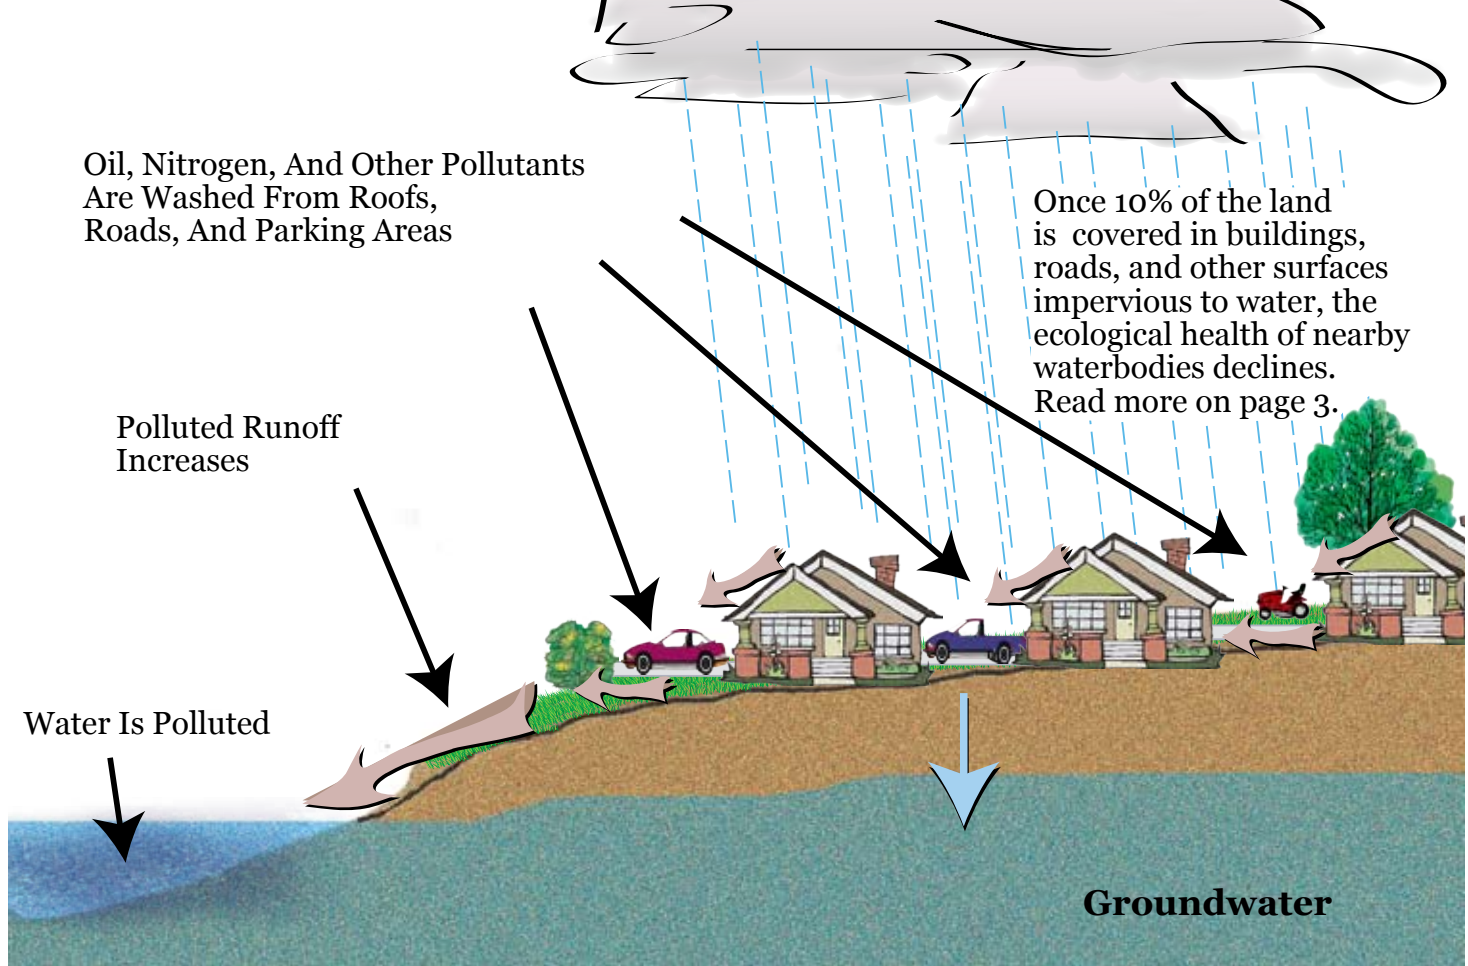 Oil, Nitrogen, And Other Pollutants
Are Washed From Roofs,
Roads, And Parking Areas
Once 10% of the land
is covered in buildings,
roads, and other surfaces
impervious to water, the
ecological health of nearby
waterbodies declines.
Read more on page 3.
Polluted Runoff
Increases
Water Is Polluted
Groundwater